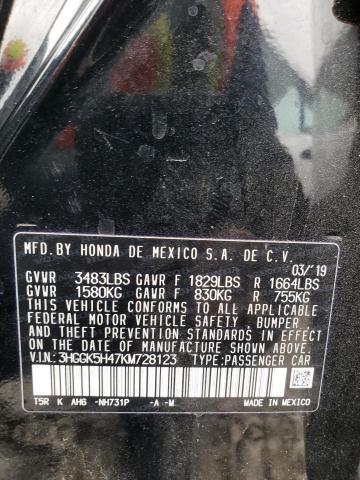 MFD.BY HONDA DE MEXICO S.A. DE C.V.
03/'19
GVWR 3483LBS GAWR F 1829LBS R 1664LBS
GVWR 1580KG GAWR F 830KG R 755KG
THIS VEHICLE CONFORMS TO ALL APPLICABLE
FEDERAL MOTOR VEHICLE SAFETY, BUMPER
AND THEFT PREVENTION STANDARDS IN EFFECT
ON THE DATE OF MANUFACTURE SHOWN ABOVE.
V.I.N.:3HGGK5H47KM728123 TYPE:PASSENGER CAR
T5R K AH6 -NH731P -A -M MADE IN MEXICO